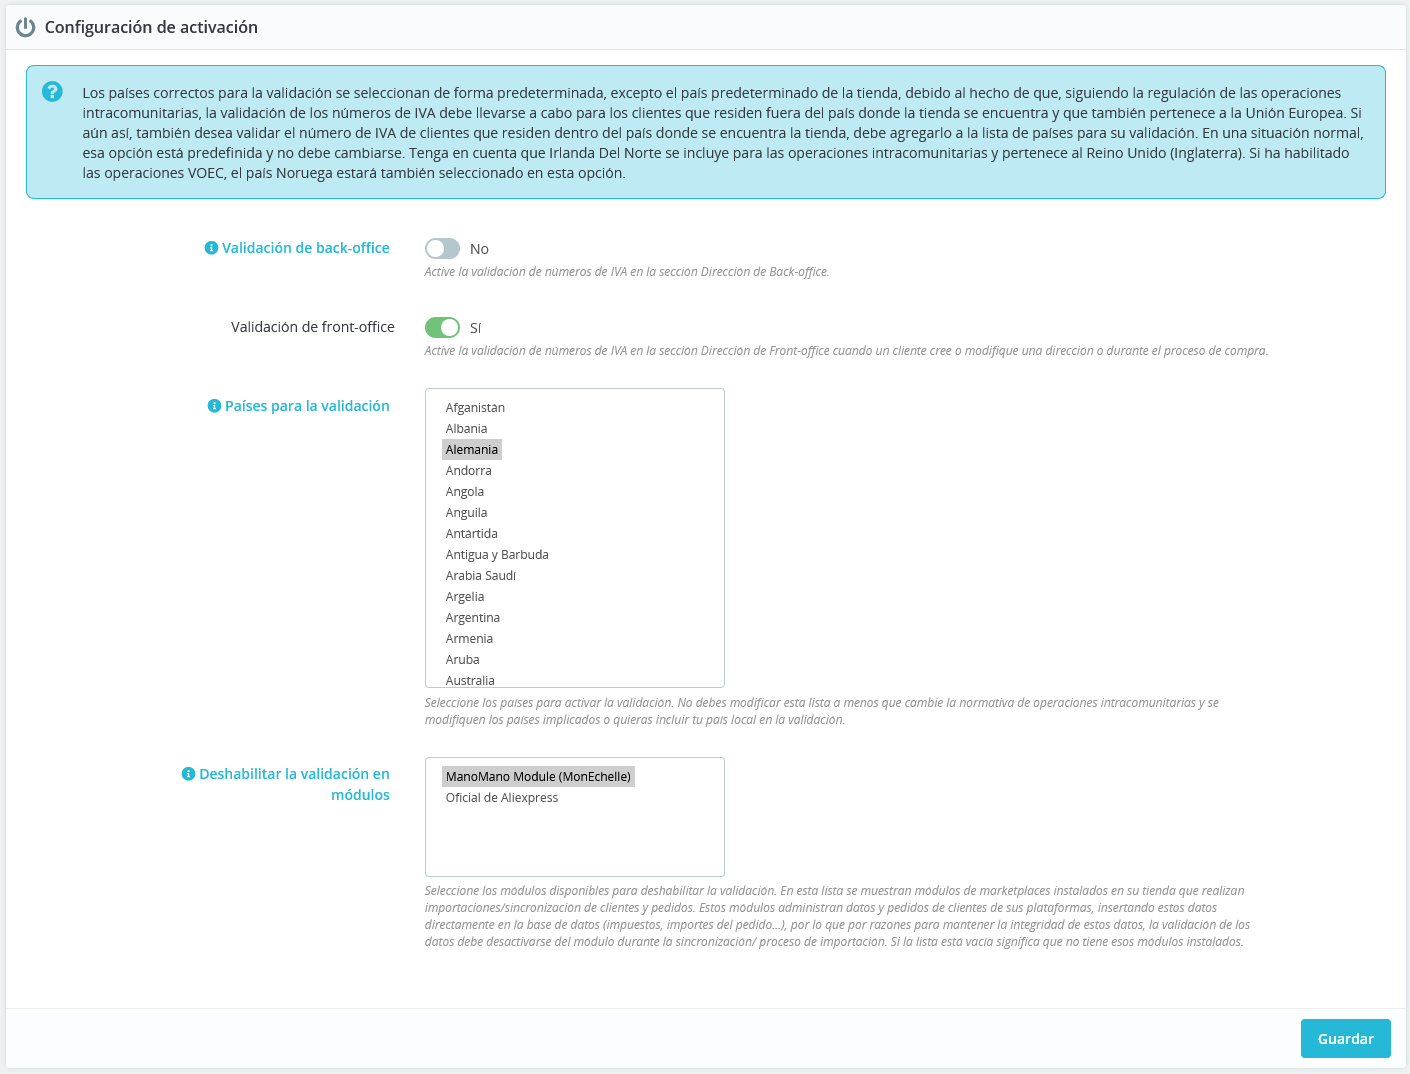 Configuración de activación
Los países correctos para la validación se seleccionan de forma predeterminada, excepto el país predeterminado de la tienda, debido al hecho de que, siguiendo la regulación de las operaciones
intracomunitarias, la validación de los números de IVA debe llevarse a cabo para los clientes que residen fuera del país donde la tienda se encuentra y que también pertenece a la Unión Europea. Si
aún así, también desea validar el número de IVA de clientes que residen dentro del país donde se encuentra la tienda, debe agregarlo a la lista de países para su validación. En una situación normal,
esa opción está predefinida y no debe cambiarse. Tenga en cuenta que Irlanda Del Norte se incluye para las operaciones intracomunitarias y pertenece al Reino Unido (Inglaterra). Si ha habilitado
las operaciones VOEC, el país Noruega estará también seleccionado en esta opción.
Validación de back-office
No
Active la validación de números de IVA en la sección Dirección de Back-office.
Validación de front-office
Sí
Active la validación de números de IVA en la sección Dirección de Front-office cuando un cliente cree o modifique una dirección o durante el proceso de compra.
Países para la validación
Afganistán
Albania
Alemania
Andorra
Angola
Anguila
Antártida
Antigua y Barbuda
Arabia Saudí
Argelia
Argentina
Armenia
Aruba
Australia
Seleccione los países para activar la validación. No debes modificar esta lista a menos que cambie la normativa de operaciones intracomunitarias y se
modifiquen los países implicados o quieras incluir tu país local en la validación.
Deshabilitar la validación en
módulos
ManoMano Module (MonEchelle)
Oficial de Aliexpress
Seleccione los módulos disponibles para deshabilitar la validación. En esta lista se muestran módulos de marketplaces instalados en su tienda que realizan
importaciones/sincronización de clientes y pedidos. Estos módulos administran datos y pedidos de clientes de sus plataformas, insertando estos datos
directamente en la base de datos (impuestos, importes del pedido...), por lo que por razones para mantener la integridad de estos datos, la validación de los
datos debe desactivarse del módulo durante la sincronización/ proceso de importación. Si la lista está vacía significa que no tiene esos módulos instalados.
Guardar